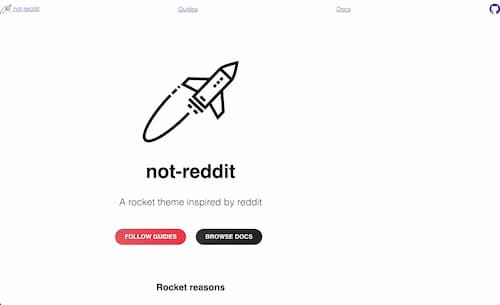 not-reddit Guides Docs
not-reddit
A rocket theme inspired by reddit
FOLLOW GUIDES BROWSE DOCS
Rocket reasons